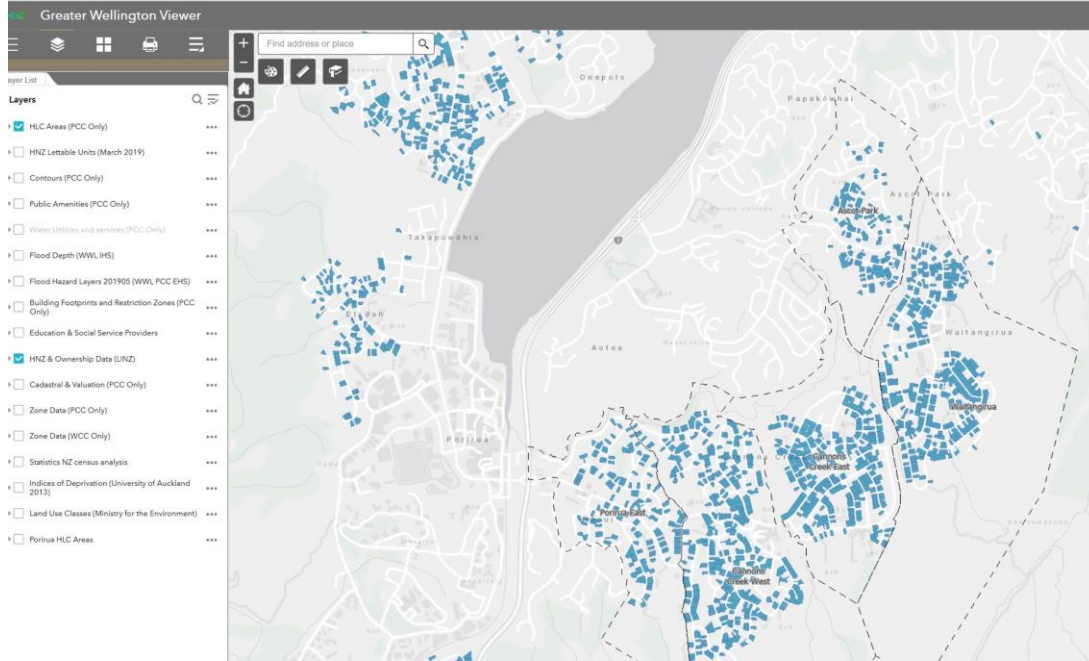 Greater Wellington Viewer
Find address or place
Layer List
Layers
HLC Areas (PCC Only)
HNZ Lettable Units (March 2019)
Contours (PCC Only)
Public Amenities (PCC Only)
Water Utilities and services (PCC Only)
Flood Depth (WWL IHS)
Flood Hazard Layers 201905 (WWL PCC EHS)
Building Footprints and Restriction Zones (PCC
Only)
Education & Social Service Providers
HNZ & Ownership Data (LINZ)
Cadastral & Valuation (PCC Only)
Zone Data (PCC Only)
Zone Data (WCC Only)
Statistics NZ census analysis
Indices of Deprivation (University of Auckland
2013)
Land Use Classes (Ministry for the Environment)
Porirua HLC Areas
Onepoto
Papakōwhai
Ascot Park
Ascot Park
Takapūwāhia
1
Elsdon
Aotea
Waitangirua
Waitangirua
Porirua
Cannons
Creek East
Porirua East
Cannons
Creek West